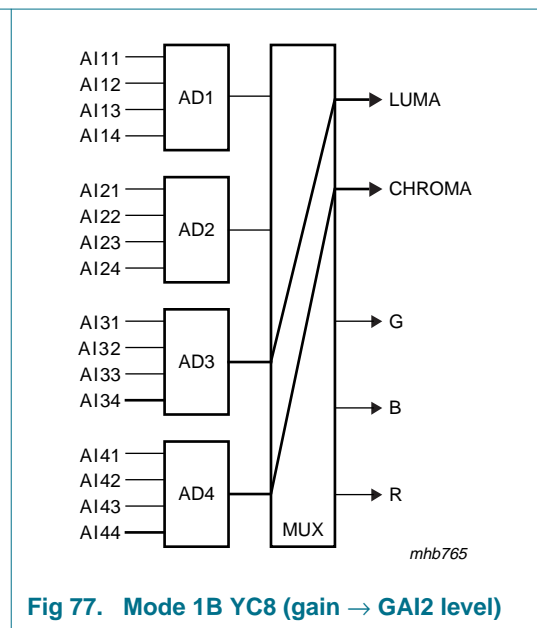 AI11
AI12
AI13
AI14
AD1
AI21
AI22
AI23
AI24
AD2
AI31
AI32
AI33
AI34
AD3
AI41
AI42
AI43
AI44
AD4
MUX
LUMA
CHROMA
G
B
R
mhb765
Fig 77. Mode 1B YC8 (gain → GAI2 level)